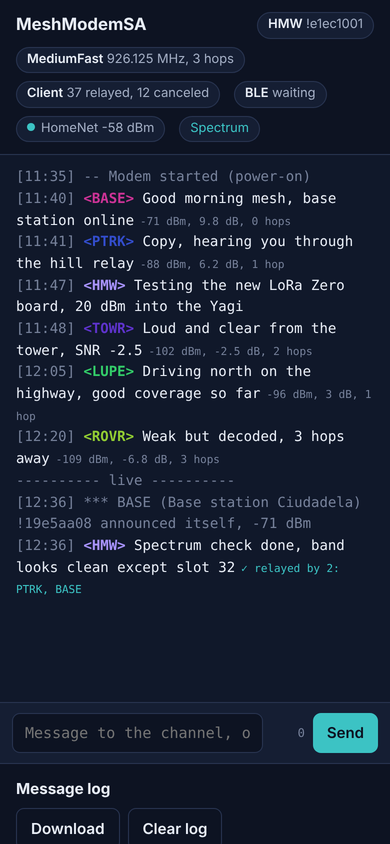 MeshModemSA
HMW !e1ec1001
MediumFast 926.125 MHz, 3 hops
Client 37 relayed, 12 canceled
BLE waiting
HomeNet -58 dBm
Spectrum
[11:35] -- Modem started (power-on)
[11:40] <BASE> Good morning mesh, base
station online -71 dBm, 9.8 dB, 0 hops
[11:41] <PTRK> Copy, hearing you through
the hill relay -88 dBm, 6.2 dB, 1 hop
[11:47] <HMW> Testing the new LoRa Zero
board, 20 dBm into the Yagi
[11:48] <TOWR> Loud and clear from the
tower, SNR -2.5 -102 dBm, -2.5 dB, 2 hops
[12:05] <LUPE> Driving north on the
highway, good coverage so far -96 dBm, 3 dB, 1
hop
[12:20] <ROVR> Weak but decoded, 3 hops
away -109 dBm, -6.8 dB, 3 hops
---------- live ----------
[12:36] *** BASE (Base station Ciudadela)
!19e5aa08 announced itself, -71 dBm
[12:36] <HMW> Spectrum check done, band
looks clean except slot 32 ✓ relayed by 2:
PTRK, BASE
Message to the channel, o
0
Send
Message log
Download
Clear log